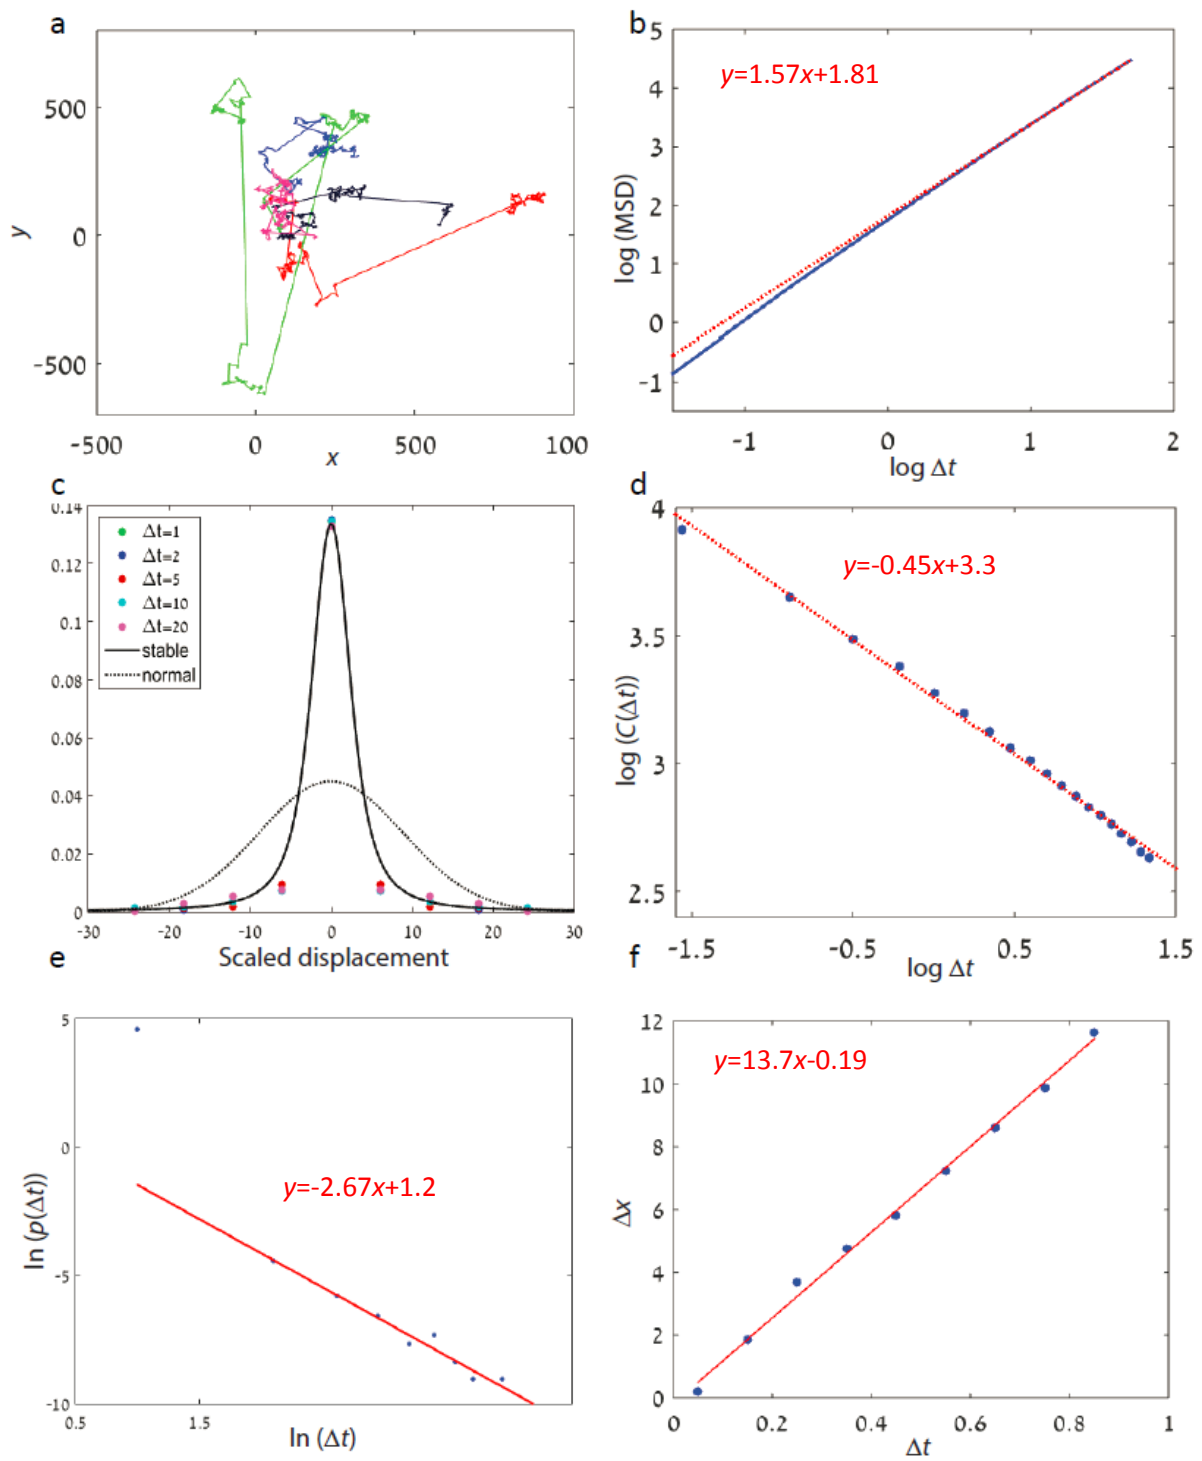 a
500
0
-500
y
-500
0
500
100
x
b
y=1.57x+1.81
5
4
3
2
1
0
-1
log (MSD)
-1
0
1
2
log Δt
c
0.14
0.12
0.1
0.08
0.06
0.04
0.02
0
Δt=1
Δt=2
Δt=5
Δt=10
Δt=20
stable
normal
-30
-20
-10
0
10
20
30
Scaled displacement
d
y=-0.45x+3.3
4
3.5
3
2.5
log (C(Δt))
-1.5
-0.5
0.5
1.5
log Δt
e
5
0
-5
-10
ln (p(Δt))
y=-2.67x+1.2
0.5
1.5
ln (Δt)
f
y=13.7x-0.19
12
10
8
6
4
2
0
Δx
0
0.2
0.4
0.6
0.8
1
Δt